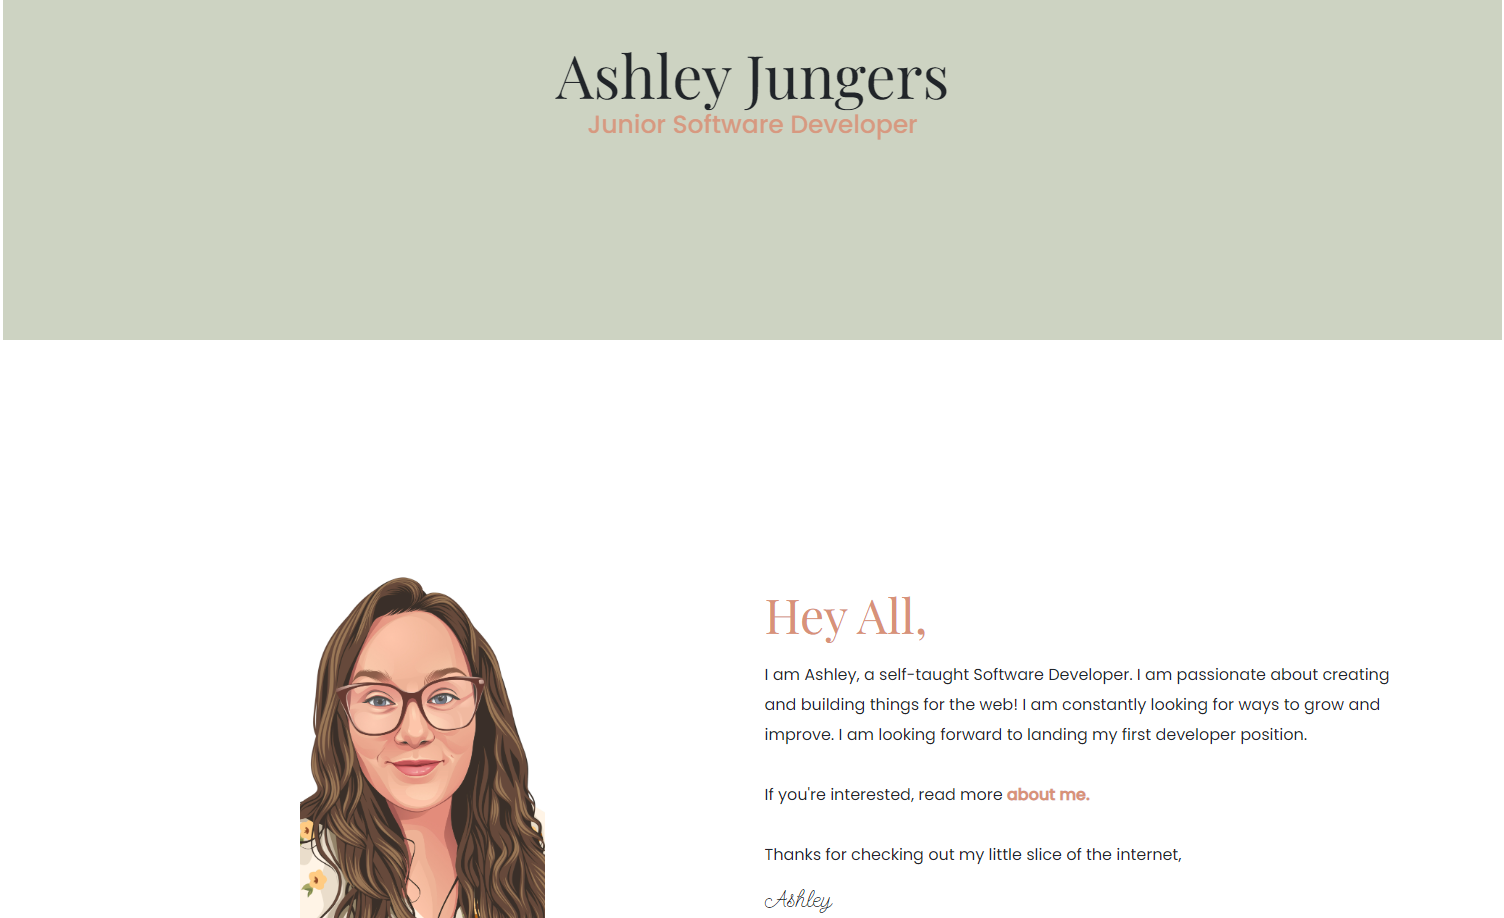 Ashley Jungers
Junior Software Developer
Hey All,
I am Ashley, a self-taught Software Developer. I am passionate about creating
and building things for the web! I am constantly looking for ways to grow and
improve. I am looking forward to landing my first developer position.
If you're interested, read more about me.
Thanks for checking out my little slice of the internet,
Ashley